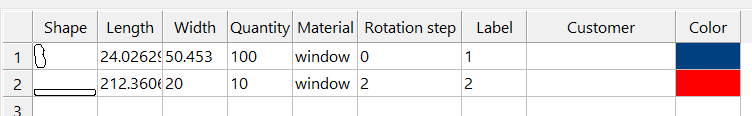 Shape Length Width Quantity Material Rotation step Label Customer Color
1 24.02629 50.453 100 window 0 1
2 212.3606 20 10 window 2 2
3